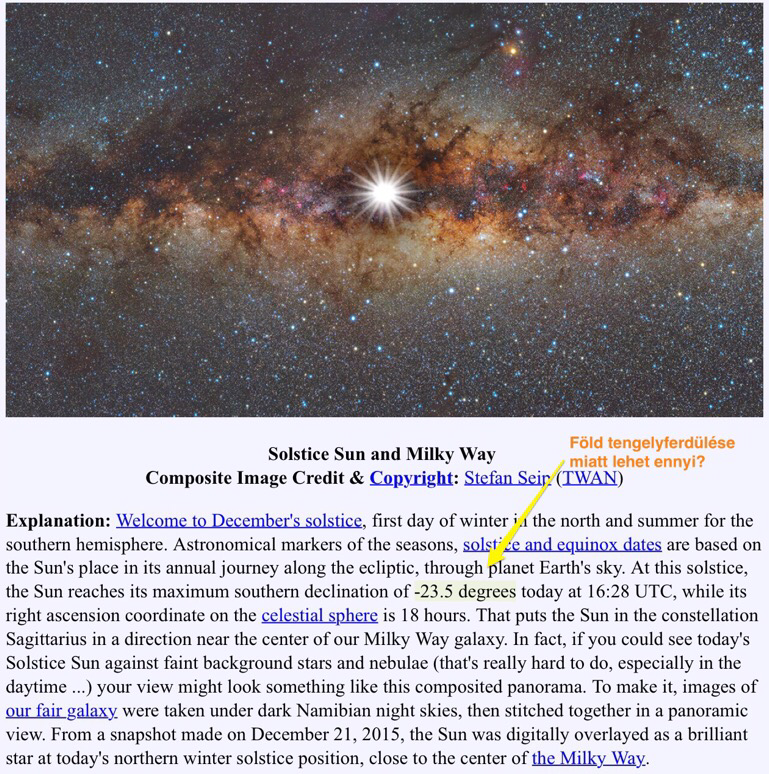 Föld tengelyferdülése
miatt lehet ennyi?
Solstice Sun and Milky Way
Composite Image Credit & Copyright: Stefan Seip (TWAN)
Explanation: Welcome to December's solstice, first day of winter in the north and summer for the
southern hemisphere. Astronomical markers of the seasons, solstice and equinox dates are based on
the Sun's place in its annual journey along the ecliptic, through planet Earth's sky. At this solstice,
the Sun reaches its maximum southern declination of -23.5 degrees today at 16:28 UTC, while its
right ascension coordinate on the celestial sphere is 18 hours. That puts the Sun in the constellation
Sagittarius in a direction near the center of our Milky Way galaxy. In fact, if you could see today's
Solstice Sun against faint background stars and nebulae (that's really hard to do, especially in the
daytime ...) your view might look something like this composited panorama. To make it, images of
our fair galaxy were taken under dark Namibian night skies, then stitched together in a panoramic
view. From a snapshot made on December 21, 2015, the Sun was digitally overlayed as a brilliant
star at today's northern winter solstice position, close to the center of the Milky Way.